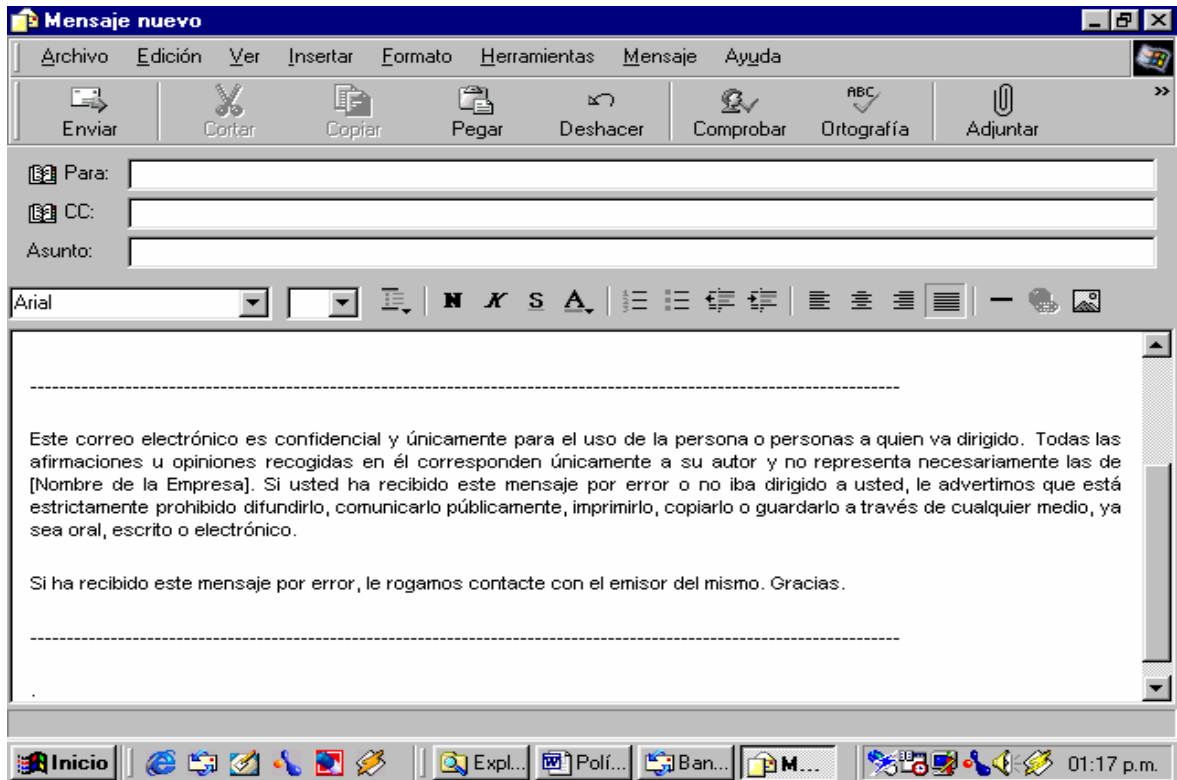 Mensaje nuevo
Archivo Edición Ver Insertar Formato Herramientas Mensaje Ayuda
Enviar Cortar Copiar Pegar Deshacer Comprobar ABC Ortografía Adjuntar
Para:
CC:
Asunto:
Arial N K S A
--------------------------------------------------------------------------------------------------------------------
Este correo electrónico es confidencial y únicamente para el uso de la persona o personas a quien va dirigido. Todas las
afirmaciones u opiniones recogidas en él corresponden únicamente a su autor y no representa necesariamente las de
[Nombre de la Empresa]. Si usted ha recibido este mensaje por error o no iba dirigido a usted, le advertimos que está
estrictamente prohibido difundirlo, comunicarlo públicamente, imprimirlo, copiarlo o guardarlo a través de cualquier medio, ya
sea oral, escrito o electrónico.
Si ha recibido este mensaje por error, le rogamos contacte con el emisor del mismo. Gracias.
--------------------------------------------------------------------------------------------------------------------
.
Inicio Expl... Polí... Ban... M... 01:17 p.m.